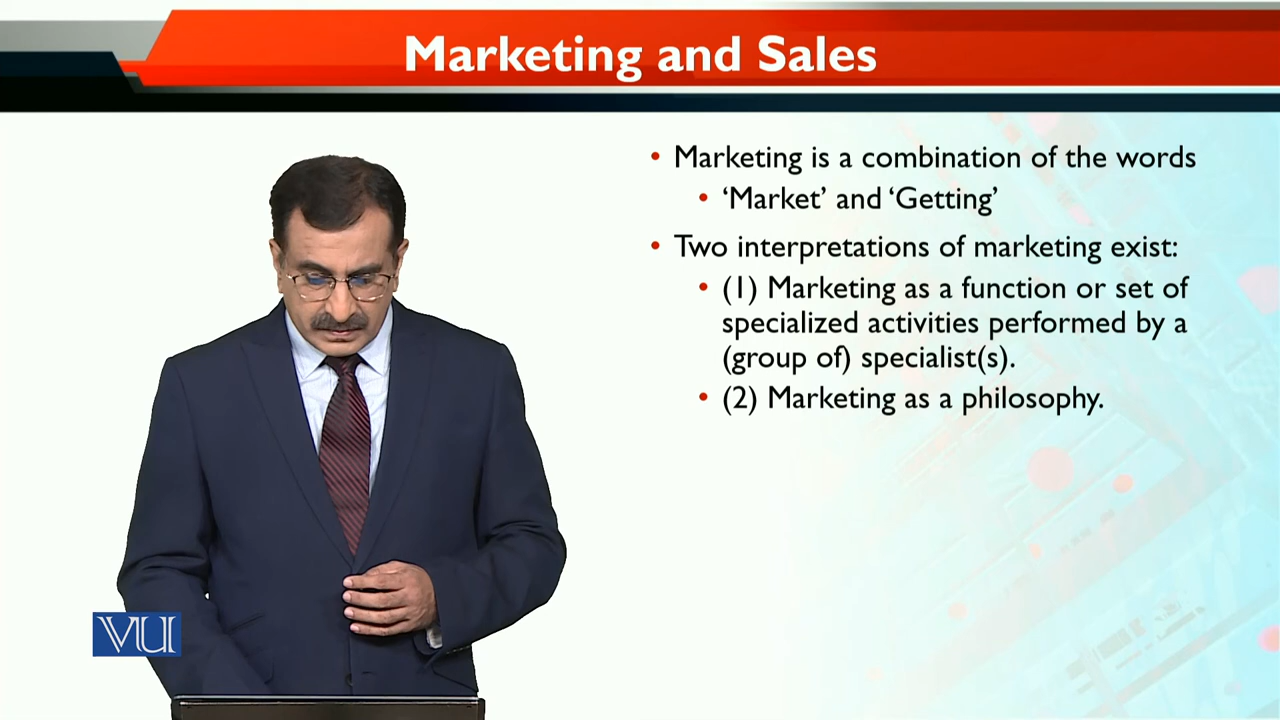 Marketing and Sales
• Marketing is a combination of the words
• ‘Market’ and ‘Getting’
• Two interpretations of marketing exist:
• (1) Marketing as a function or set of
specialized activities performed by a
(group of) specialist(s).
• (2) Marketing as a philosophy.
VU